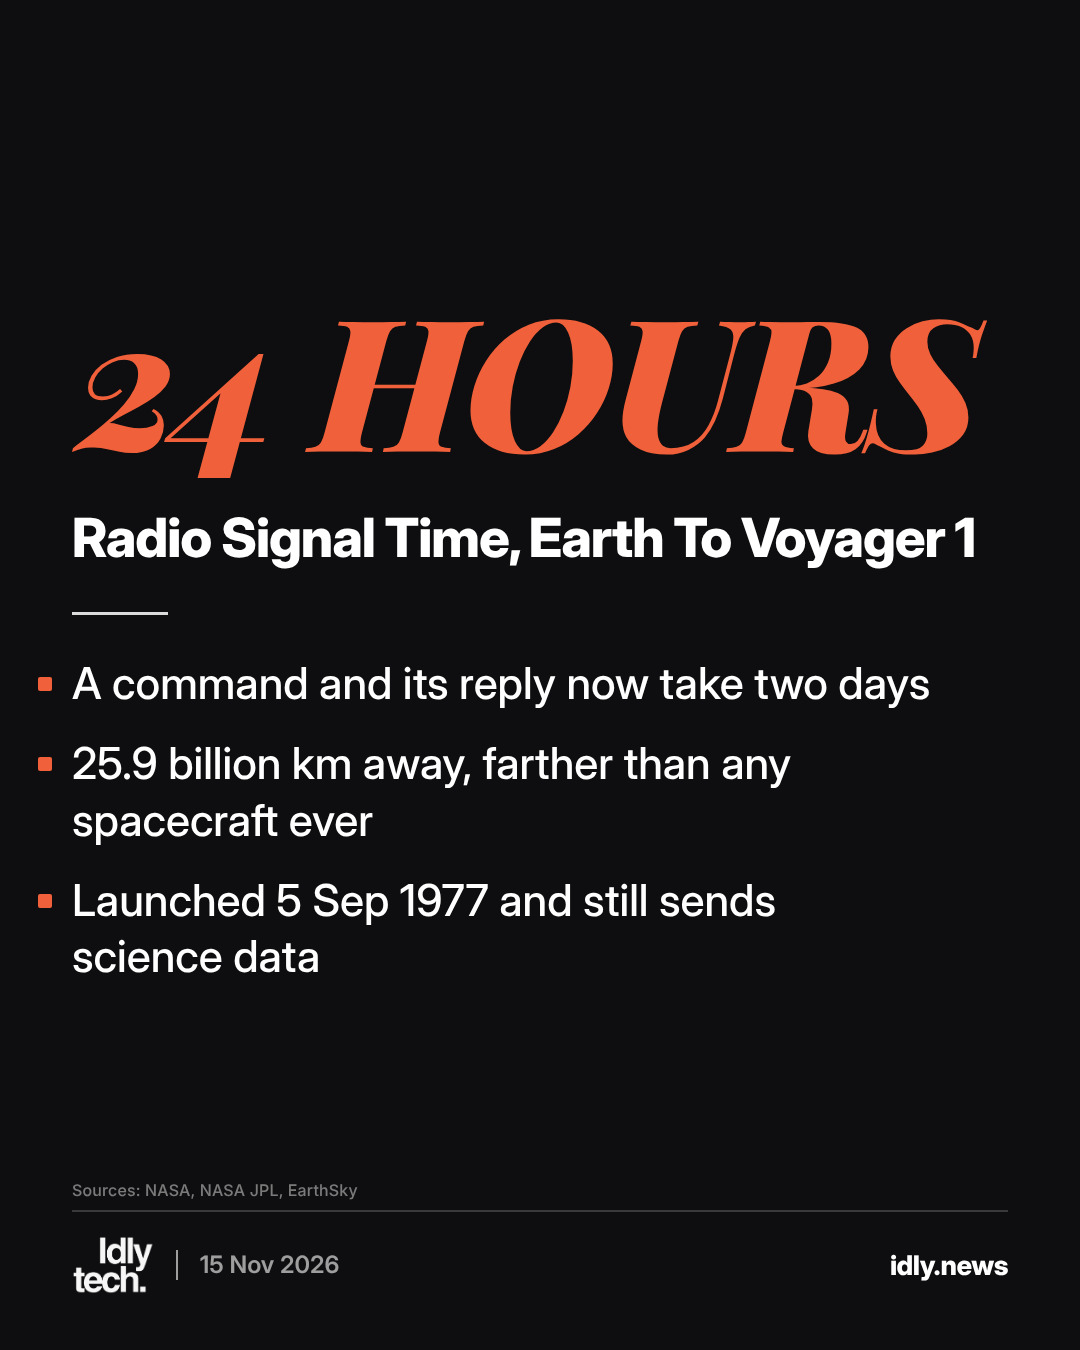 24 HOURS
Radio Signal Time, Earth To Voyager 1
A command and its reply now take two days
25.9 billion km away, farther than any
spacecraft ever
Launched 5 Sep 1977 and still sends
science data
Sources: NASA, NASA JPL, EarthSky
Idly
tech.
15 Nov 2026
idly.news